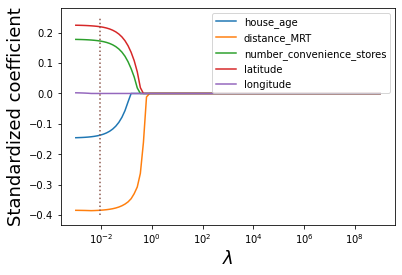 Standardized coefficient
0.2
0.1
0.0
−0.1
−0.2
−0.3
−0.4
house_age
distance_MRT
number_convenience_stores
latitude
longitude
10⁻² 10⁰ 10² 10⁴ 10⁶ 10⁸
λ